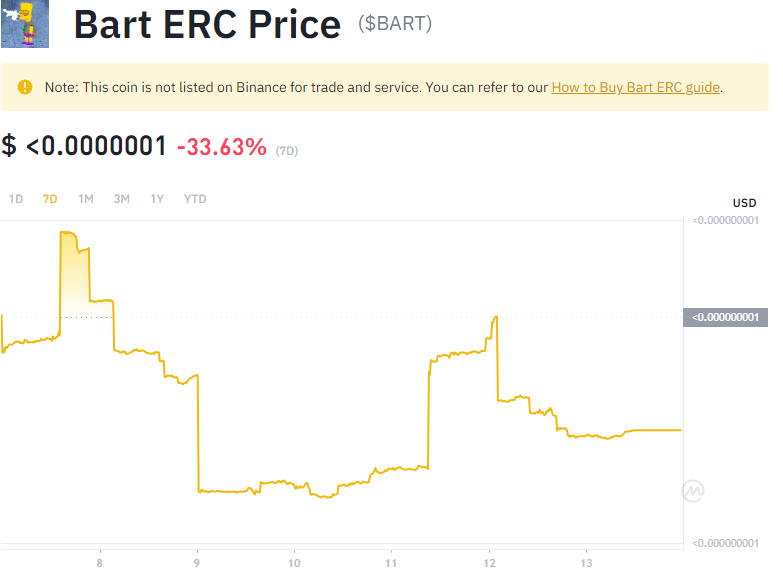 Bart ERC Price ($BART)
Note: This coin is not listed on Binance for trade and service. You can refer to our How to Buy Bart ERC guide.
$ <0.0000001 -33.63% (7D)
1D 7D 1M 3M 1Y YTD
USD
<0.000000001
<0.000000001
<0.000000001
8 9 10 11 12 13